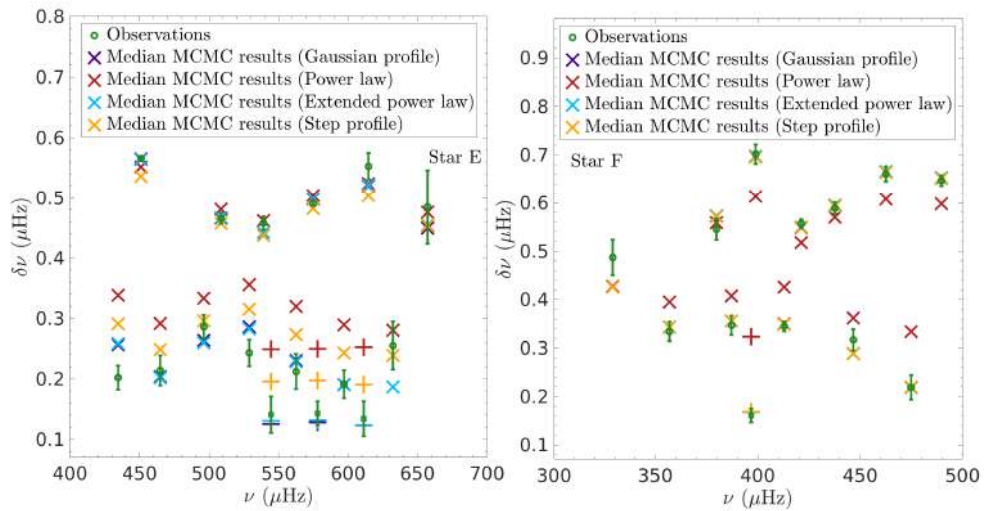 Observations
Median MCMC results (Gaussian profile)
Median MCMC results (Power law)
Median MCMC results (Extended power law)
Median MCMC results (Step profile)
Star E
0.8
0.7
0.6
0.5
0.4
0.3
0.2
0.1
δν (μHz)
400 450 500 550 600 650 700
ν (μHz)
Observations
Median MCMC results (Gaussian profile)
Median MCMC results (Power law)
Median MCMC results (Extended power law)
Median MCMC results (Step profile)
Star F
0.9
0.8
0.7
0.6
0.5
0.4
0.3
0.2
0.1
δν (μHz)
300 350 400 450 500
ν (μHz)